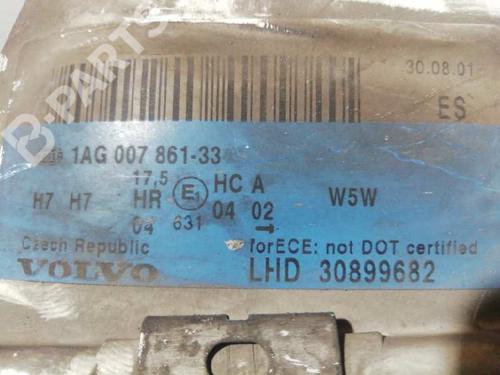 30.08.01
ES
B-PARTS
1AG 007 861-33
17,5 HC A
H7 H7 HR E1 04 02 W5W
04 631 →
Czech Republic forECE: not DOT certified
VOLVO LHD 30899682